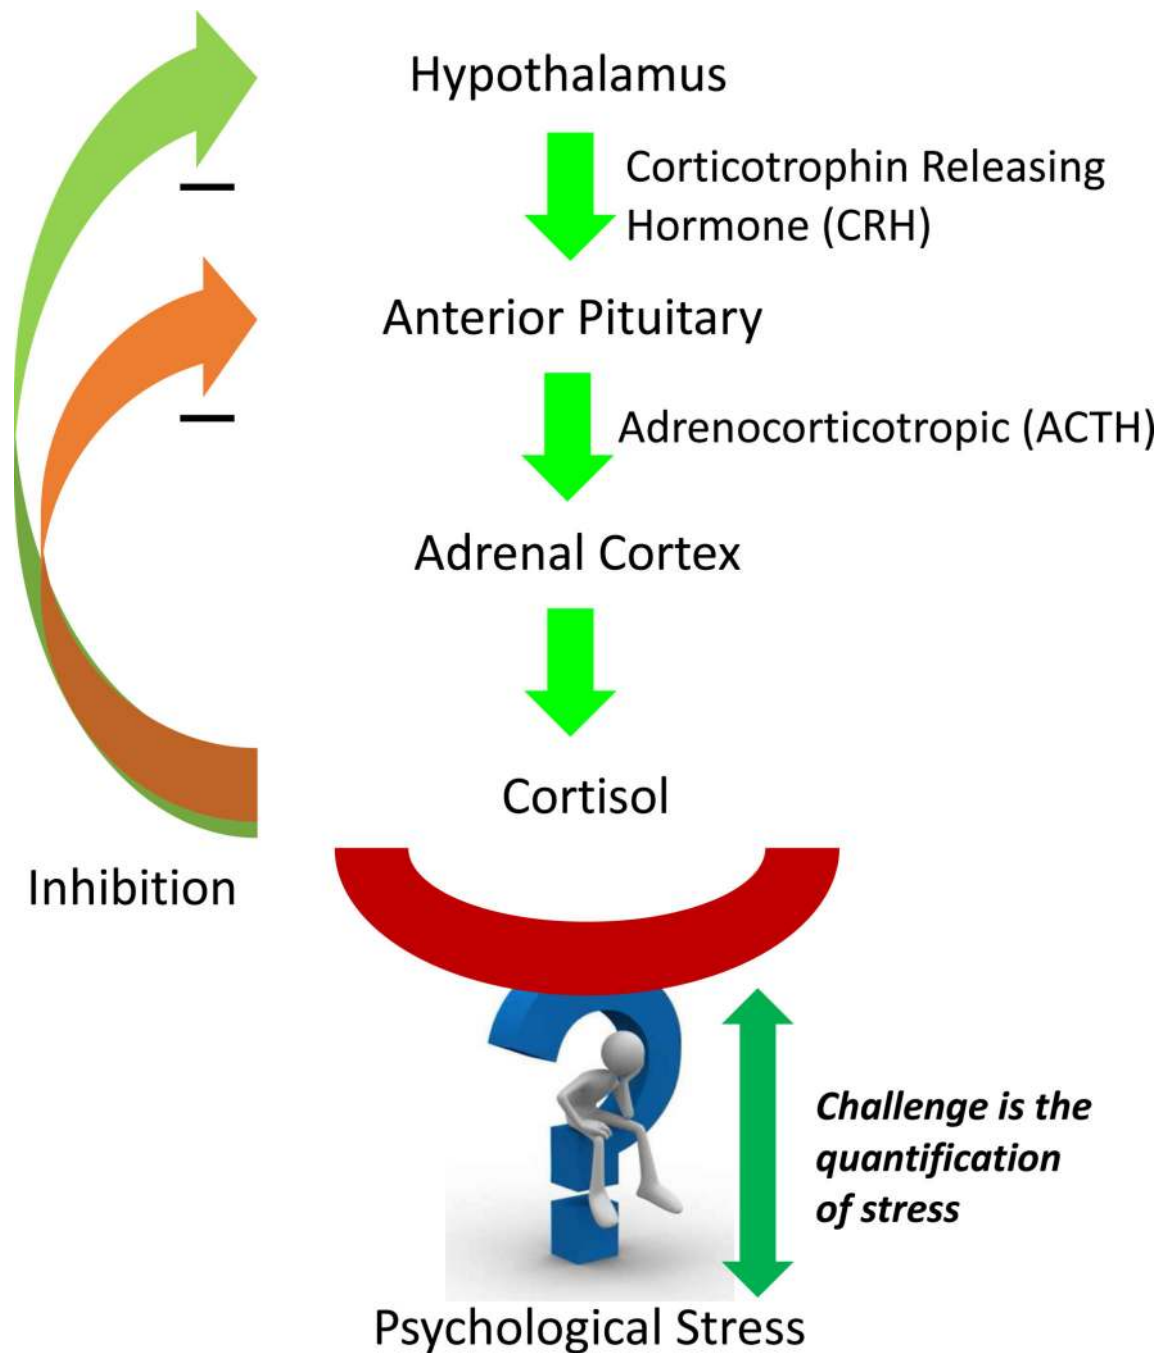 Hypothalamus
Corticotrophin Releasing
Hormone (CRH)
Anterior Pituitary
Adrenocorticotropic (ACTH)
Adrenal Cortex
Cortisol
Inhibition
Challenge is the
quantification
of stress
Psychological Stress